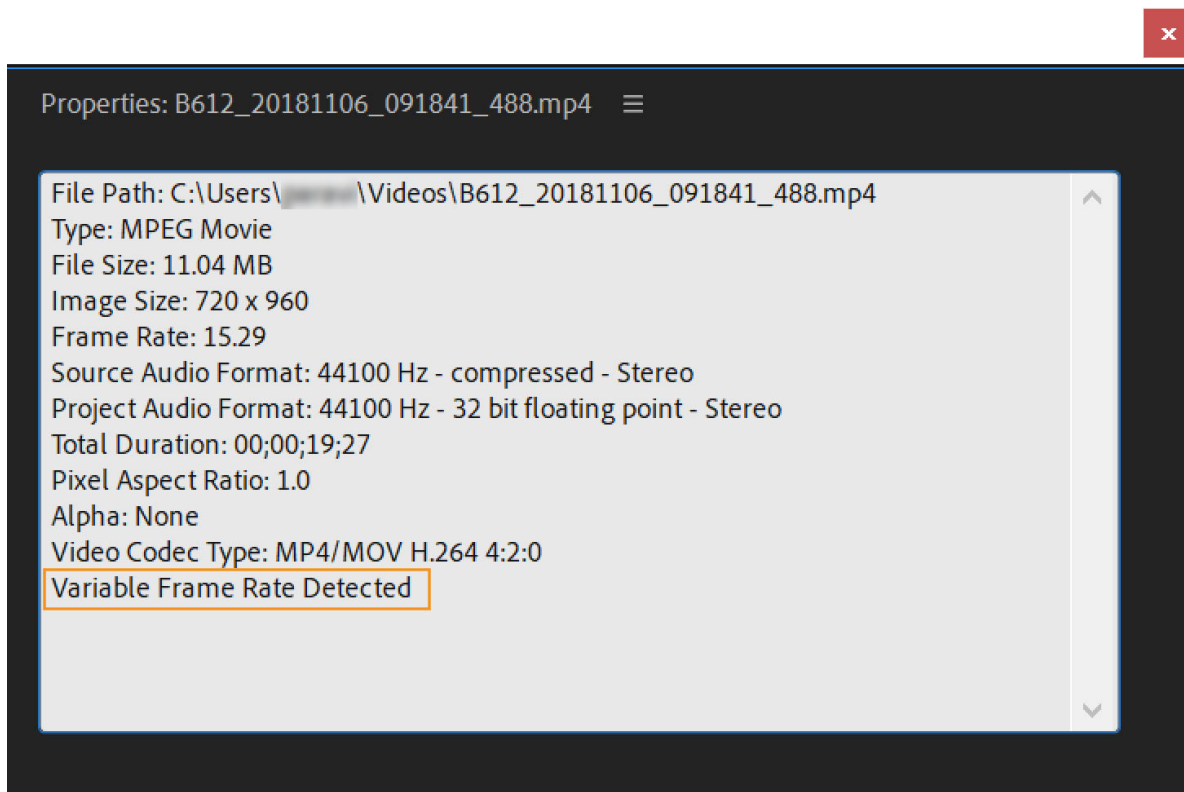 Properties: B612_20181106_091841_488.mp4
File Path: C:\Users\ \Videos\B612_20181106_091841_488.mp4
Type: MPEG Movie
File Size: 11.04 MB
Image Size: 720 x 960
Frame Rate: 15.29
Source Audio Format: 44100 Hz - compressed - Stereo
Project Audio Format: 44100 Hz - 32 bit floating point - Stereo
Total Duration: 00;00;19;27
Pixel Aspect Ratio: 1.0
Alpha: None
Video Codec Type: MP4/MOV H.264 4:2:0
Variable Frame Rate Detected